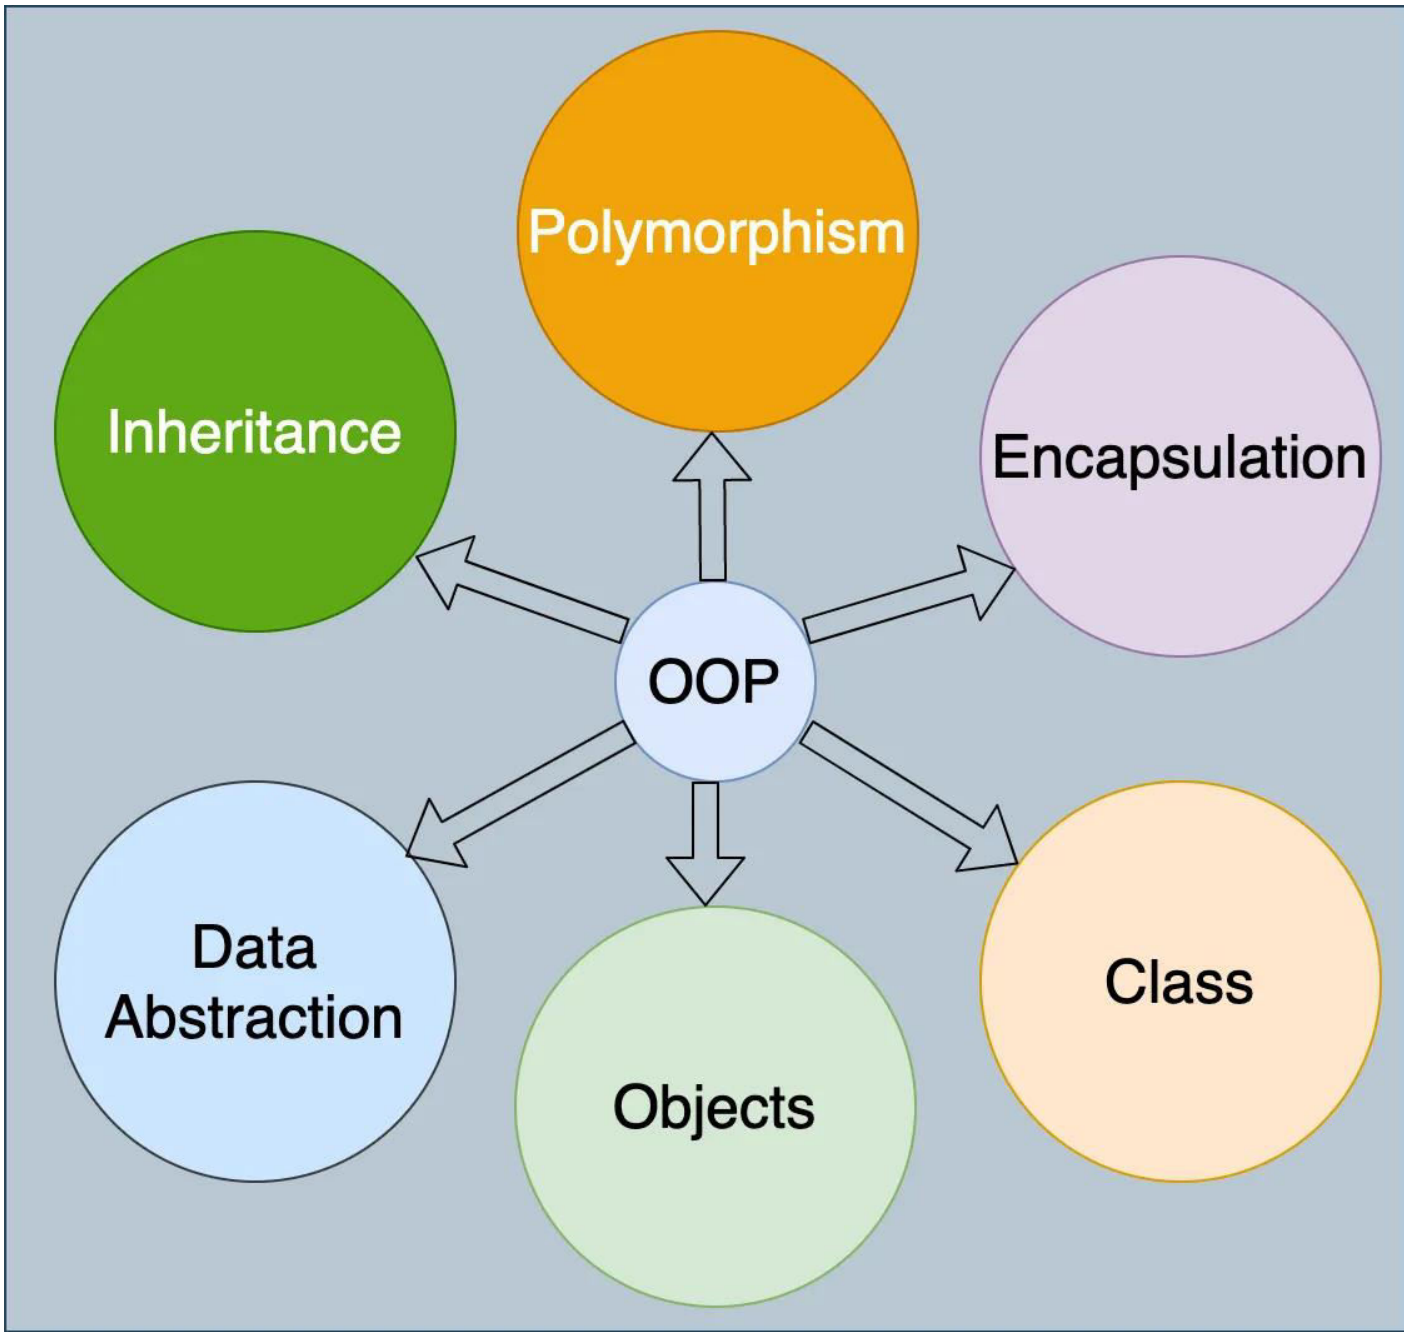 Polymorphism
Inheritance
Encapsulation
OOP
Data
Abstraction
Class
Objects